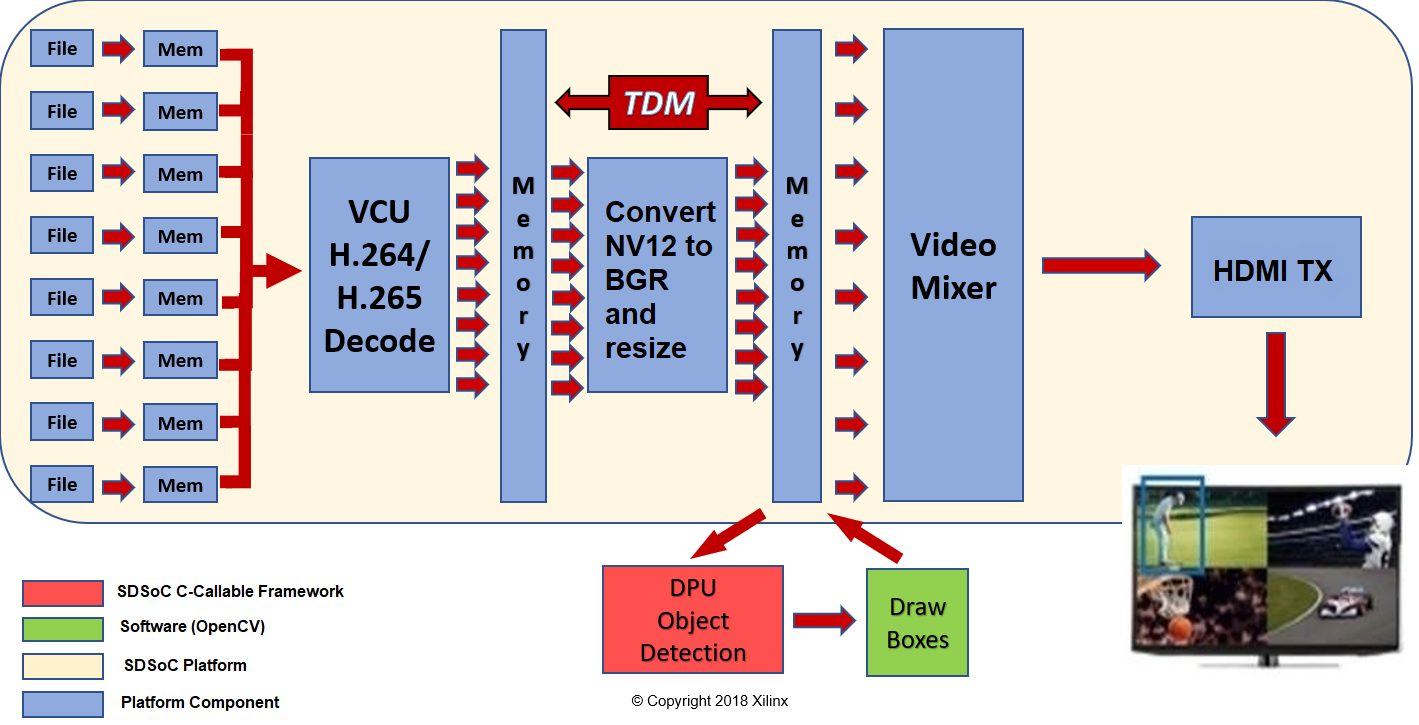 File
Mem
File
Mem
File
Mem
File
Mem
File
Mem
File
Mem
File
Mem
File
Mem
VCU
H.264/
H.265
Decode
M
e
m
o
r
y
TDM
Convert
NV12 to
BGR
and
resize
M
e
m
o
r
y
Video
Mixer
HDMI TX
DPU
Object
Detection
Draw
Boxes
SDSoC C-Callable Framework
Software (OpenCV)
SDSoC Platform
Platform Component
© Copyright 2018 Xilinx